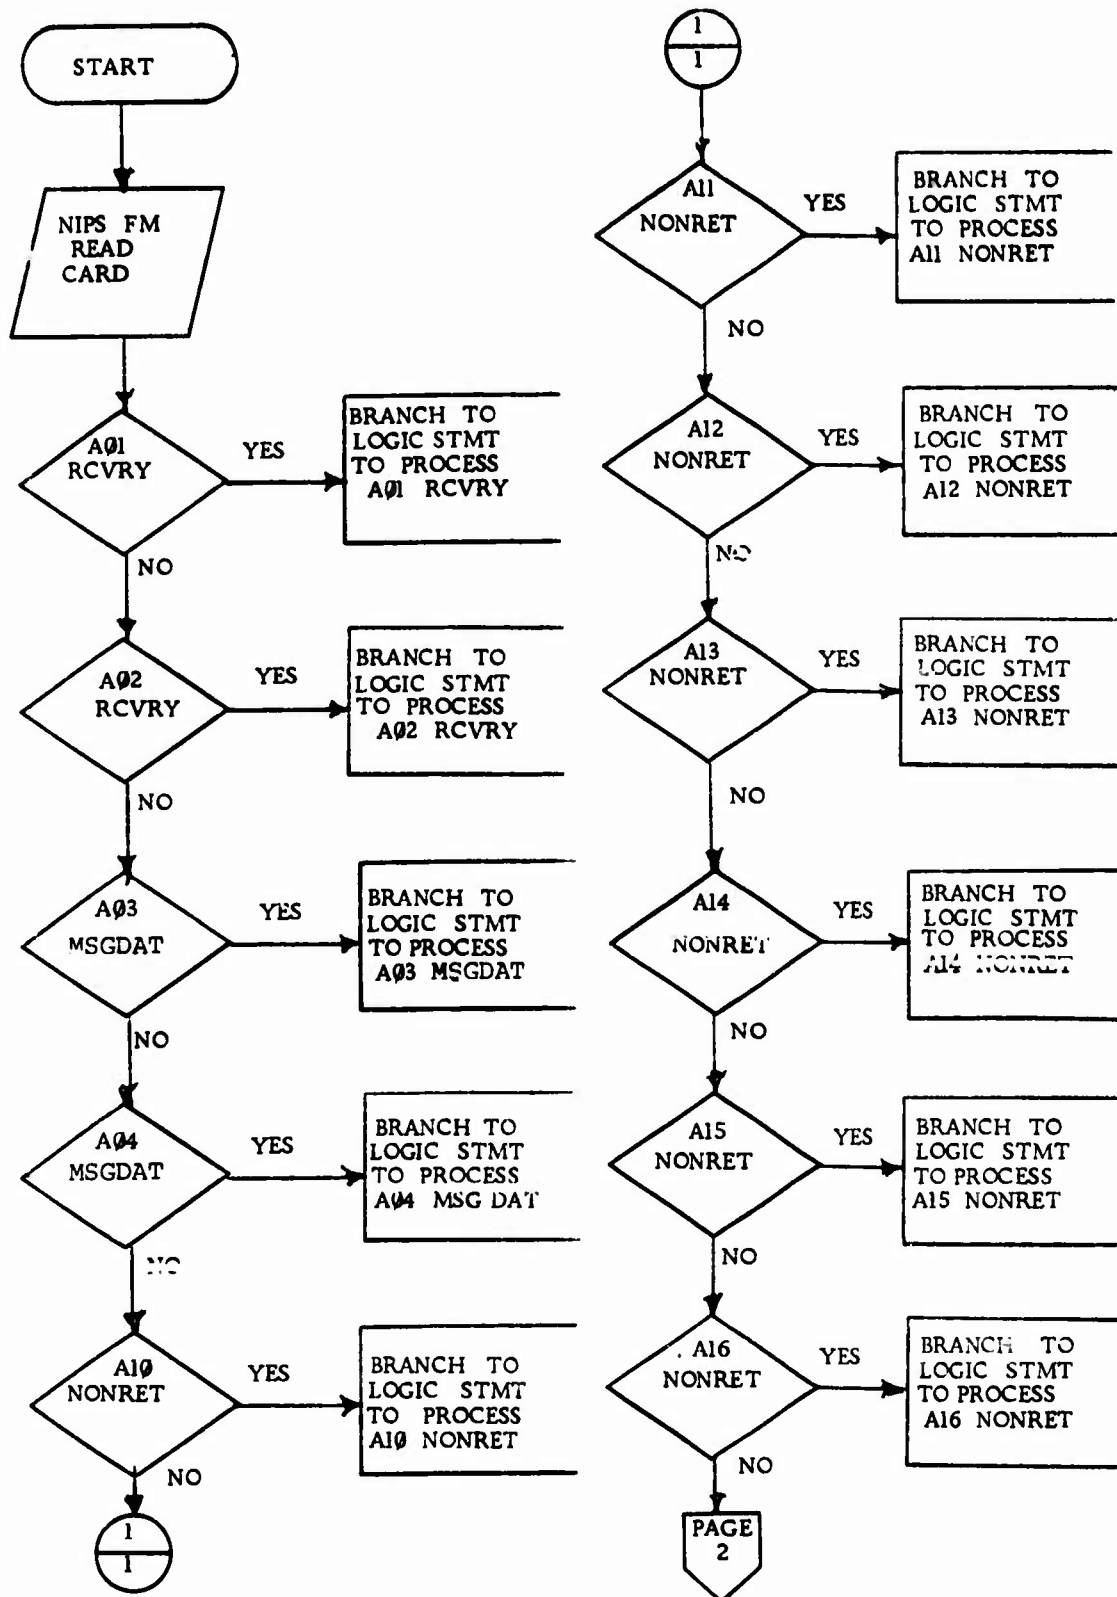 START
NIPS FM
READ
CARD
AØ1
RCVRY
YES
BRANCH TO
LOGIC STMT
TO PROCESS
AØ1 RCVRY
NO
AØ2
RCVRY
YES
BRANCH TO
LOGIC STMT
TO PROCESS
AØ2 RCVRY
NO
AØ3
MSGDAT
YES
BRANCH TO
LOGIC STMT
TO PROCESS
AØ3 MSGDAT
NO
AØ4
MSGDAT
YES
BRANCH TO
LOGIC STMT
TO PROCESS
AØ4 MSG DAT
NO
A1Ø
NONRET
YES
BRANCH TO
LOGIC STMT
TO PROCESS
A1Ø NONRET
NO
1
1
1
1
A11
NONRET
YES
BRANCH TO
LOGIC STMT
TO PROCESS
A11 NONRET
NO
A12
NONRET
YES
BRANCH TO
LOGIC STMT
TO PROCESS
A12 NONRET
NO
A13
NONRET
YES
BRANCH TO
LOGIC STMT
TO PROCESS
A13 NONRET
NO
A14
NONRET
YES
BRANCH TO
LOGIC STMT
TO PROCESS
A14 NONRET
NO
A15
NONRET
YES
BRANCH TO
LOGIC STMT
TO PROCESS
A15 NONRET
NO
A16
NONRET
YES
BRANCH TO
LOGIC STMT
TO PROCESS
A16 NONRET
NO
PAGE
2